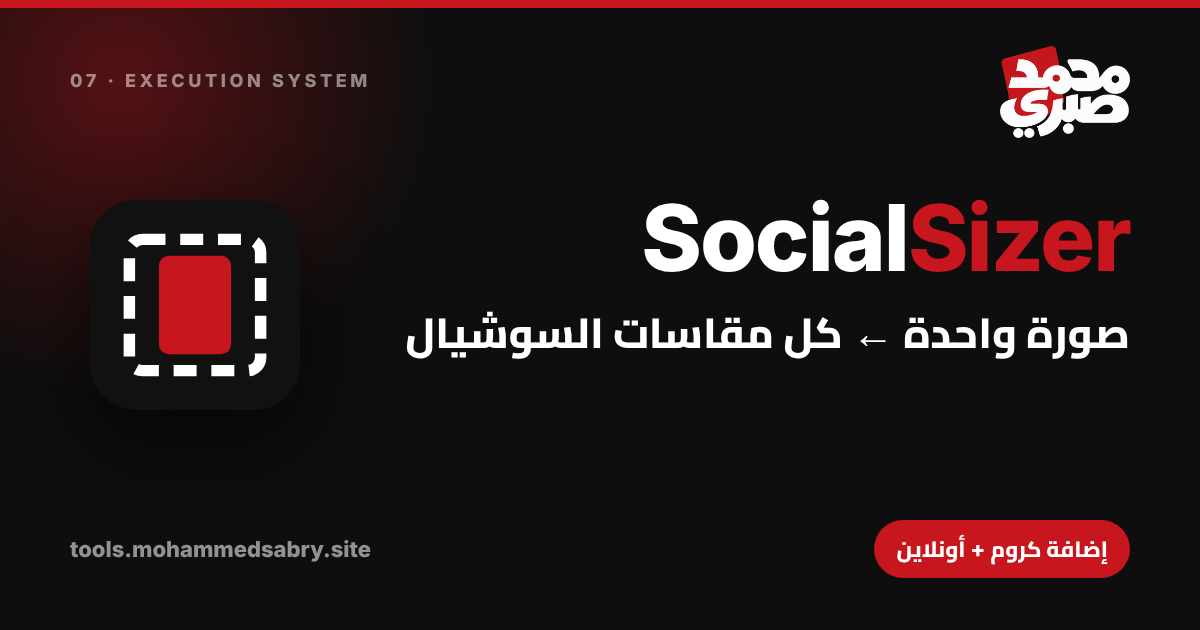 07 · EXECUTION SYSTEM
محمد
صبري
SocialSizer
صورة واحدة ← كل مقاسات السوشيال
tools.mohammedsabry.site
إضافة كروم + أونلاين